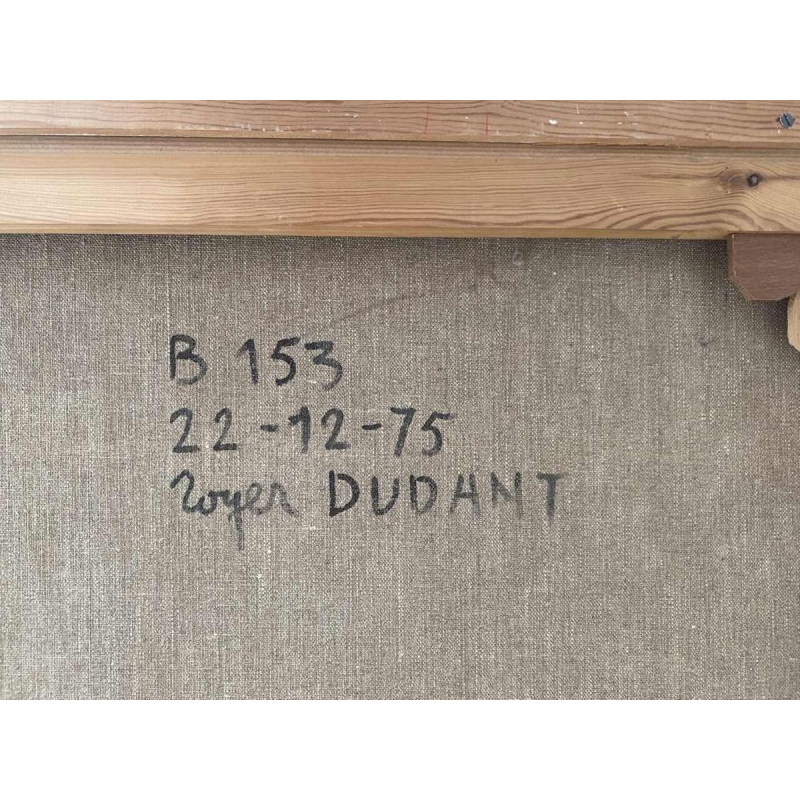 B 153
22-12-75
Roger DUDANT